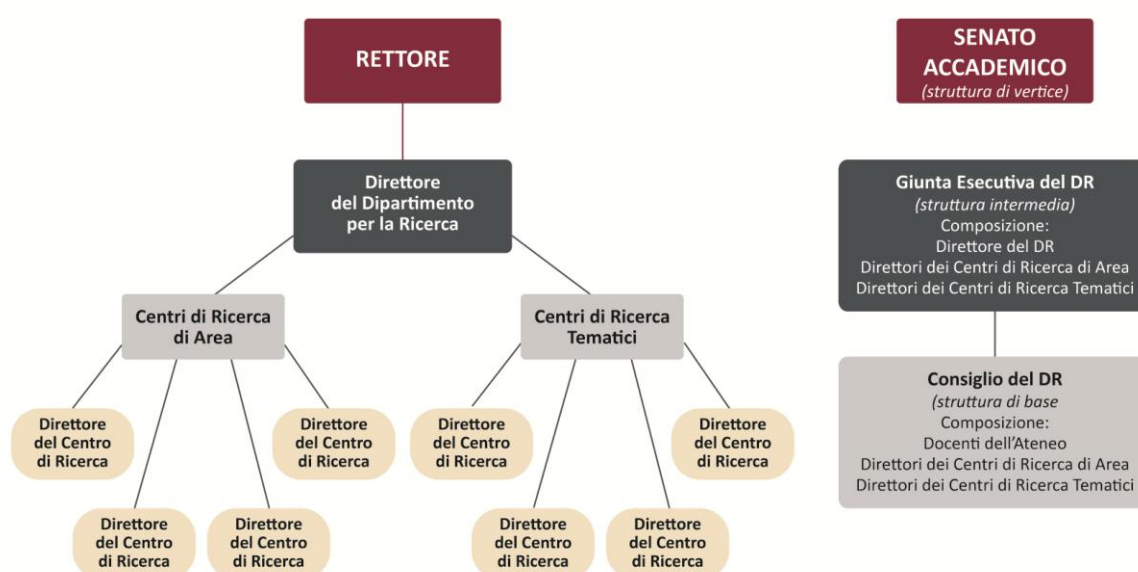 RETTORE
SENATO
ACCADEMICO
(struttura di vertice)
Direttore
del Dipartimento
per la Ricerca
Giunta Esecutiva del DR
(struttura intermedia)
Composizione:
Direttore del DR
Direttori dei Centri di Ricerca di Area
Direttori dei Centri di Ricerca Tematici
Centri di Ricerca
di Area
Centri di Ricerca
Tematici
Consiglio del DR
(struttura di base
Composizione:
Docenti dell'Ateneo
Direttori dei Centri di Ricerca di Area
Direttori dei Centri di Ricerca Tematici
Direttore
del Centro
di Ricerca
Direttore
del Centro
di Ricerca
Direttore
del Centro
di Ricerca
Direttore
del Centro
di Ricerca
Direttore
del Centro
di Ricerca
Direttore
del Centro
di Ricerca
Direttore
del Centro
di Ricerca
Direttore
del Centro
di Ricerca